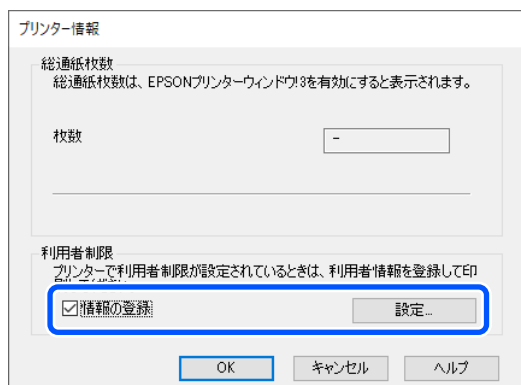 プリンター情報
総通紙枚数
総通紙枚数は、EPSONプリンターウィンドウ!3を有効にすると表示されます。
枚数
-
利用者制限
プリンターで利用者制限が設定されているときは、利用者情報を登録して印
情報の登録
設定...
OK
キャンセル
ヘルプ